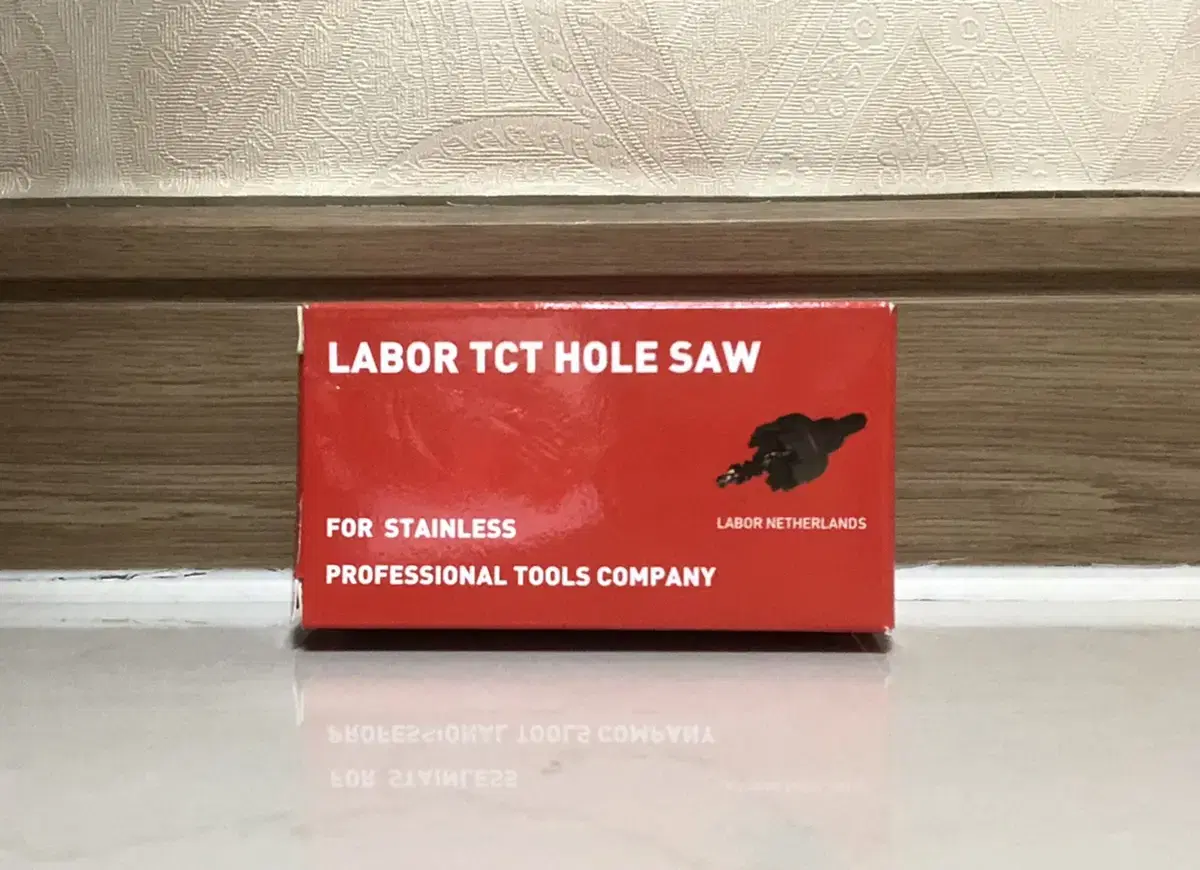 LABOR TCT HOLE SAW
LABOR NETHERLANDS
FOR STAINLESS
PROFESSIONAL TOOLS COMPANY